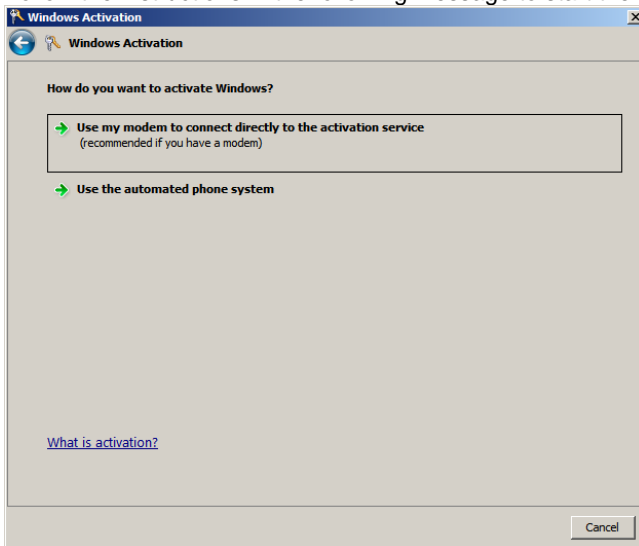 Windows Activation
Windows Activation
How do you want to activate Windows?
Use my modem to connect directly to the activation service
(recommended if you have a modem)
Use the automated phone system
What is activation?
Cancel